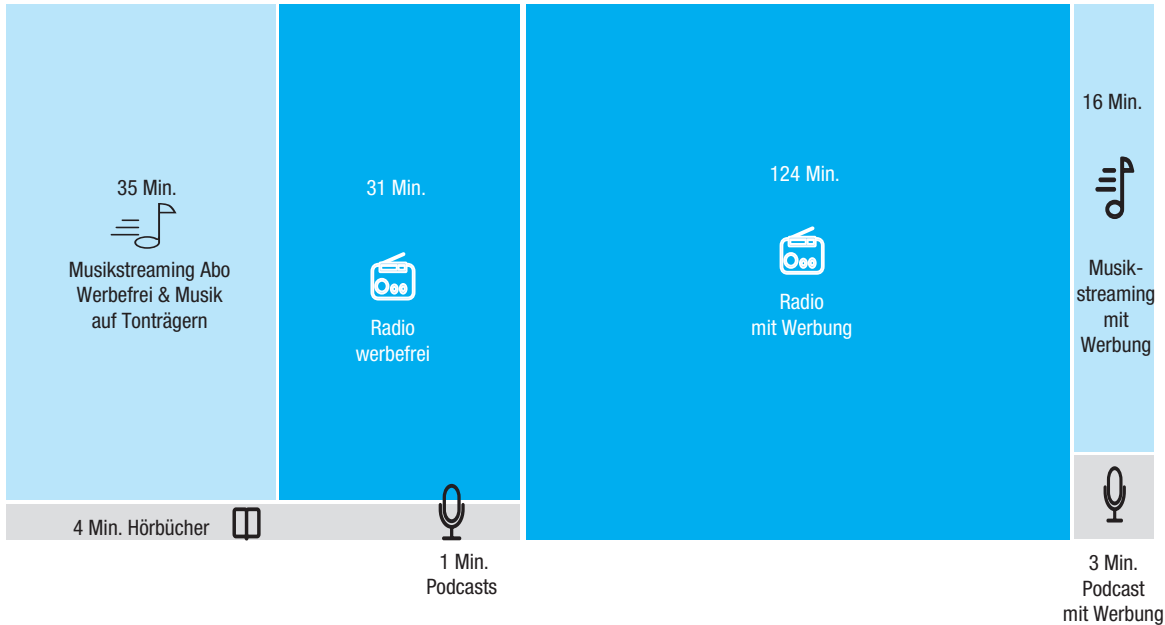 35 Min.
Musikstreaming Abo
Werbefrei & Musik
auf Tonträgern
31 Min.
Radio
werbefrei
124 Min.
Radio
mit Werbung
16 Min.
Musik-
streaming
mit
Werbung
4 Min. Hörbücher
1 Min.
Podcasts
3 Min.
Podcast
mit Werbung